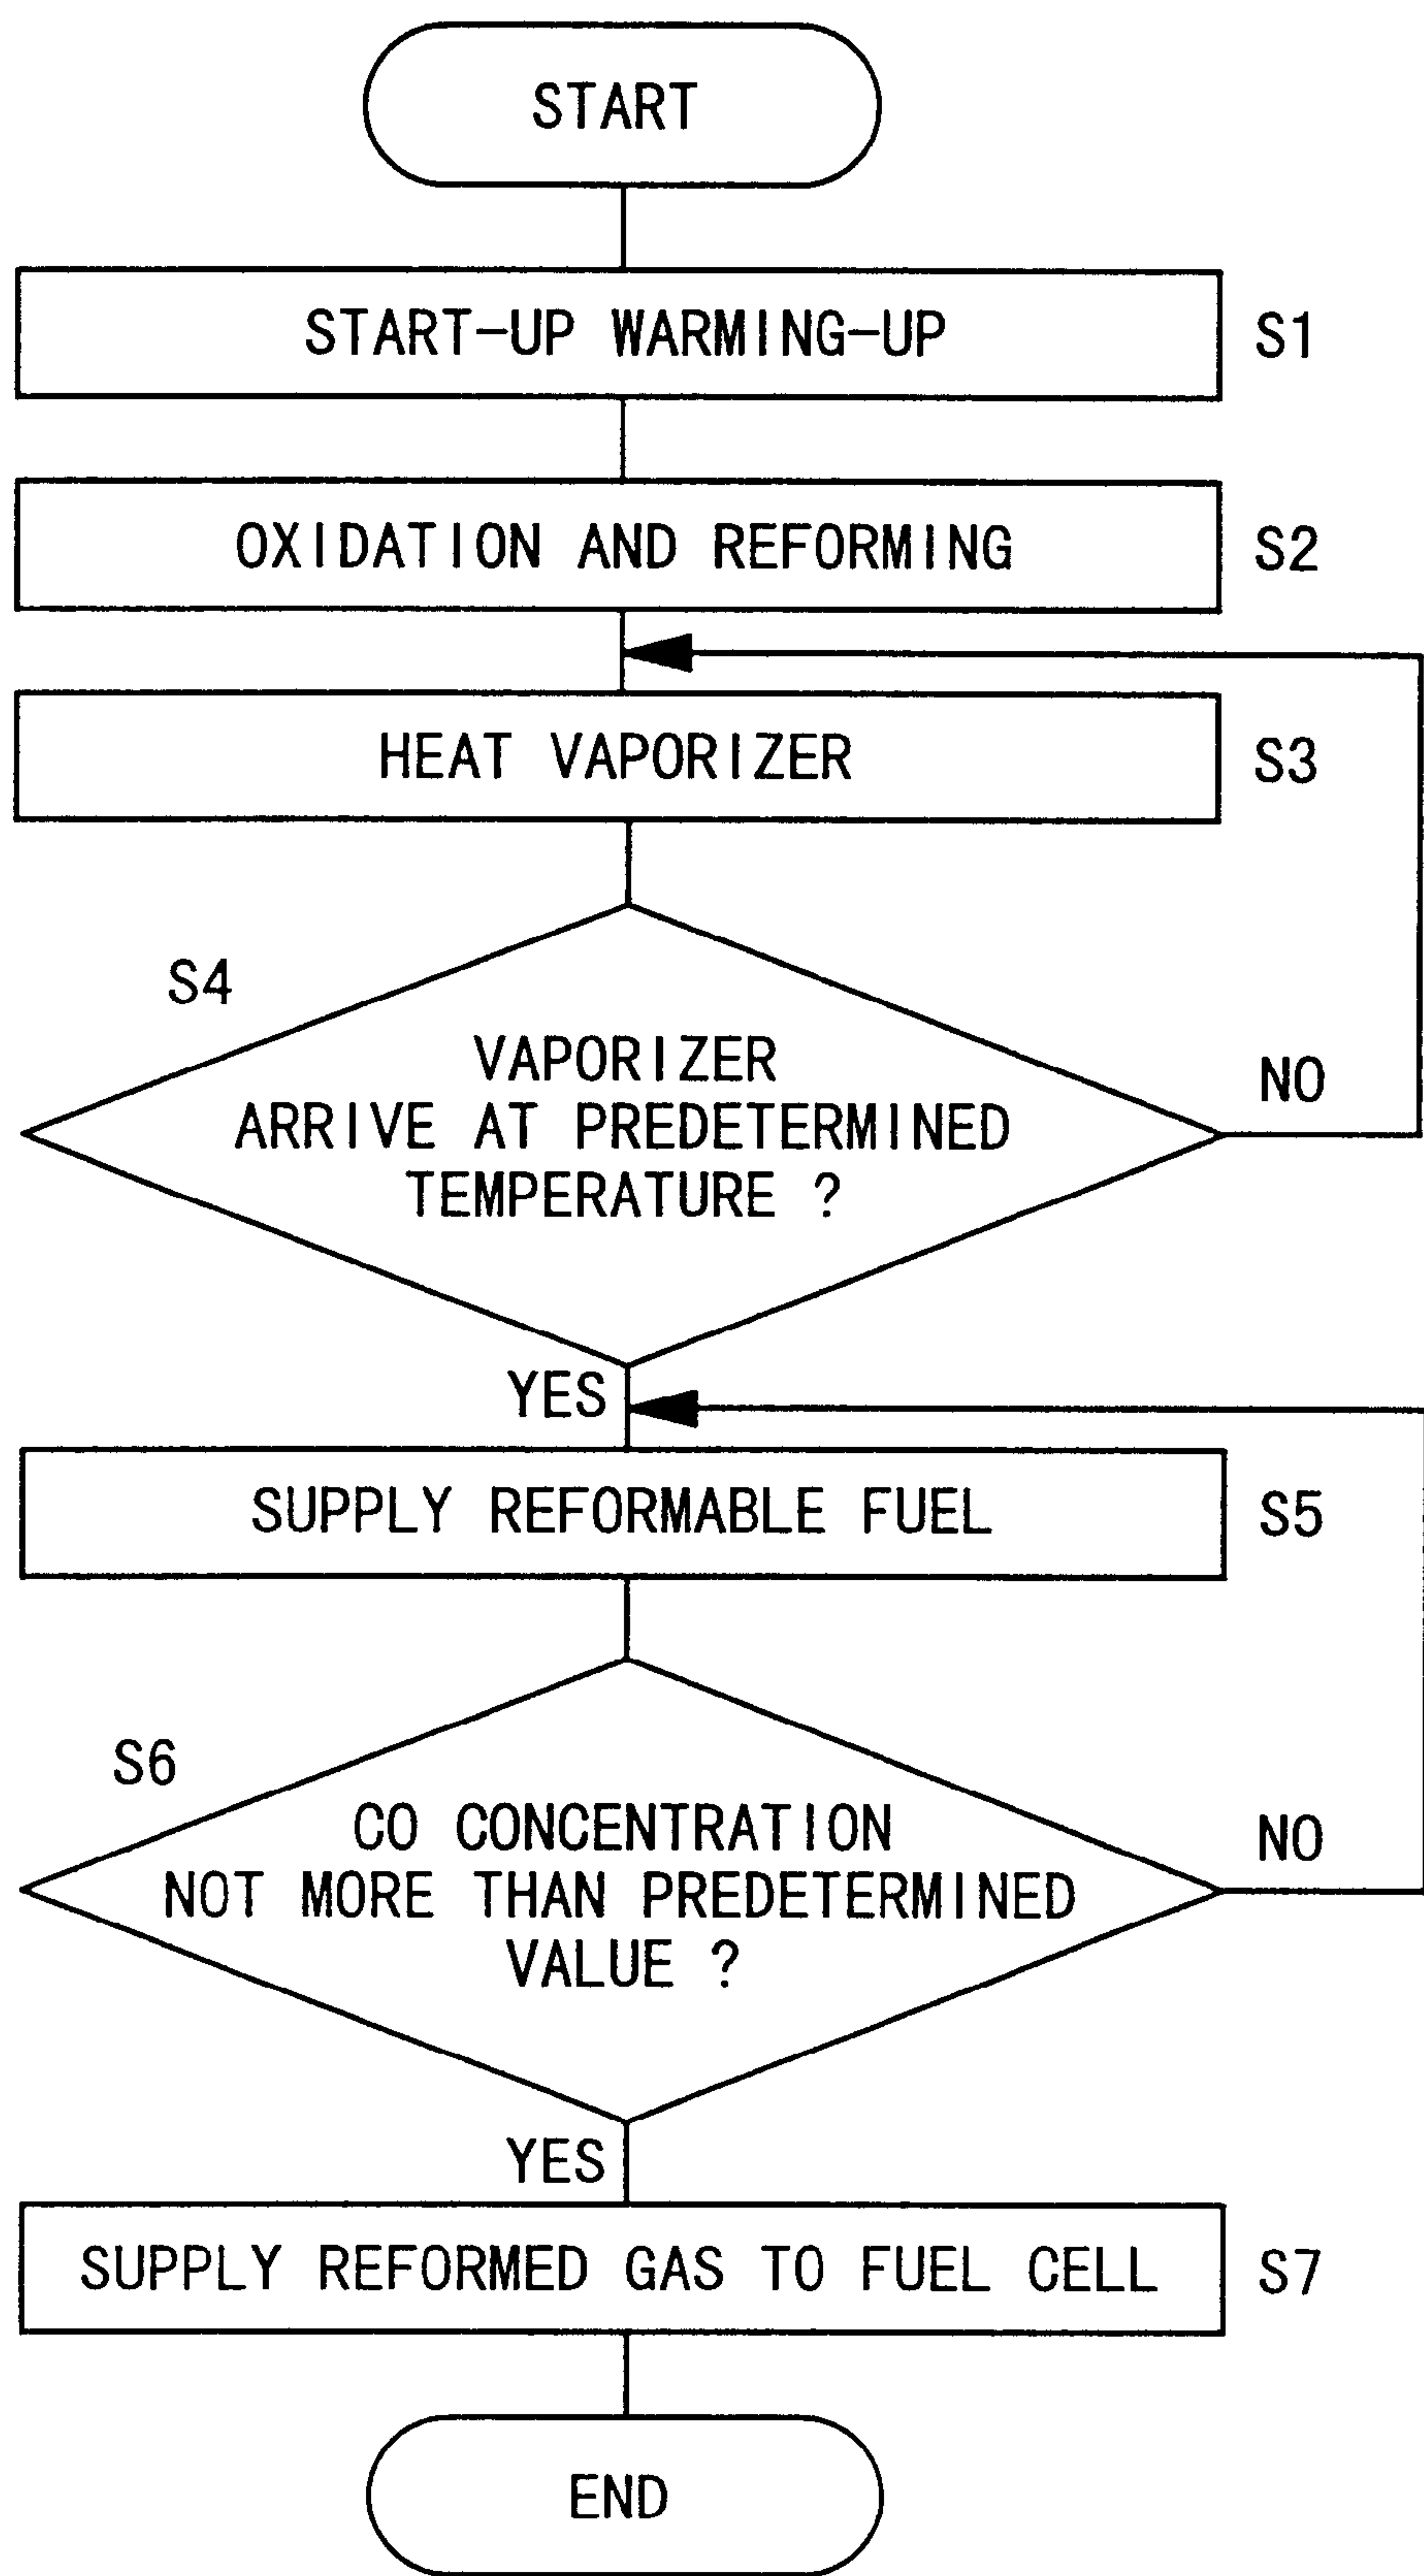 START
START-UP WARMING-UP
S1
OXIDATION AND REFORMING
S2
HEAT VAPORIZER
S3
S4
VAPORIZER
ARRIVE AT PREDETERMINED
TEMPERATURE ?
NO
YES
SUPPLY REFORMABLE FUEL
S5
S6
CO CONCENTRATION
NOT MORE THAN PREDETERMINED
VALUE ?
NO
YES
SUPPLY REFORMED GAS TO FUEL CELL
S7
END